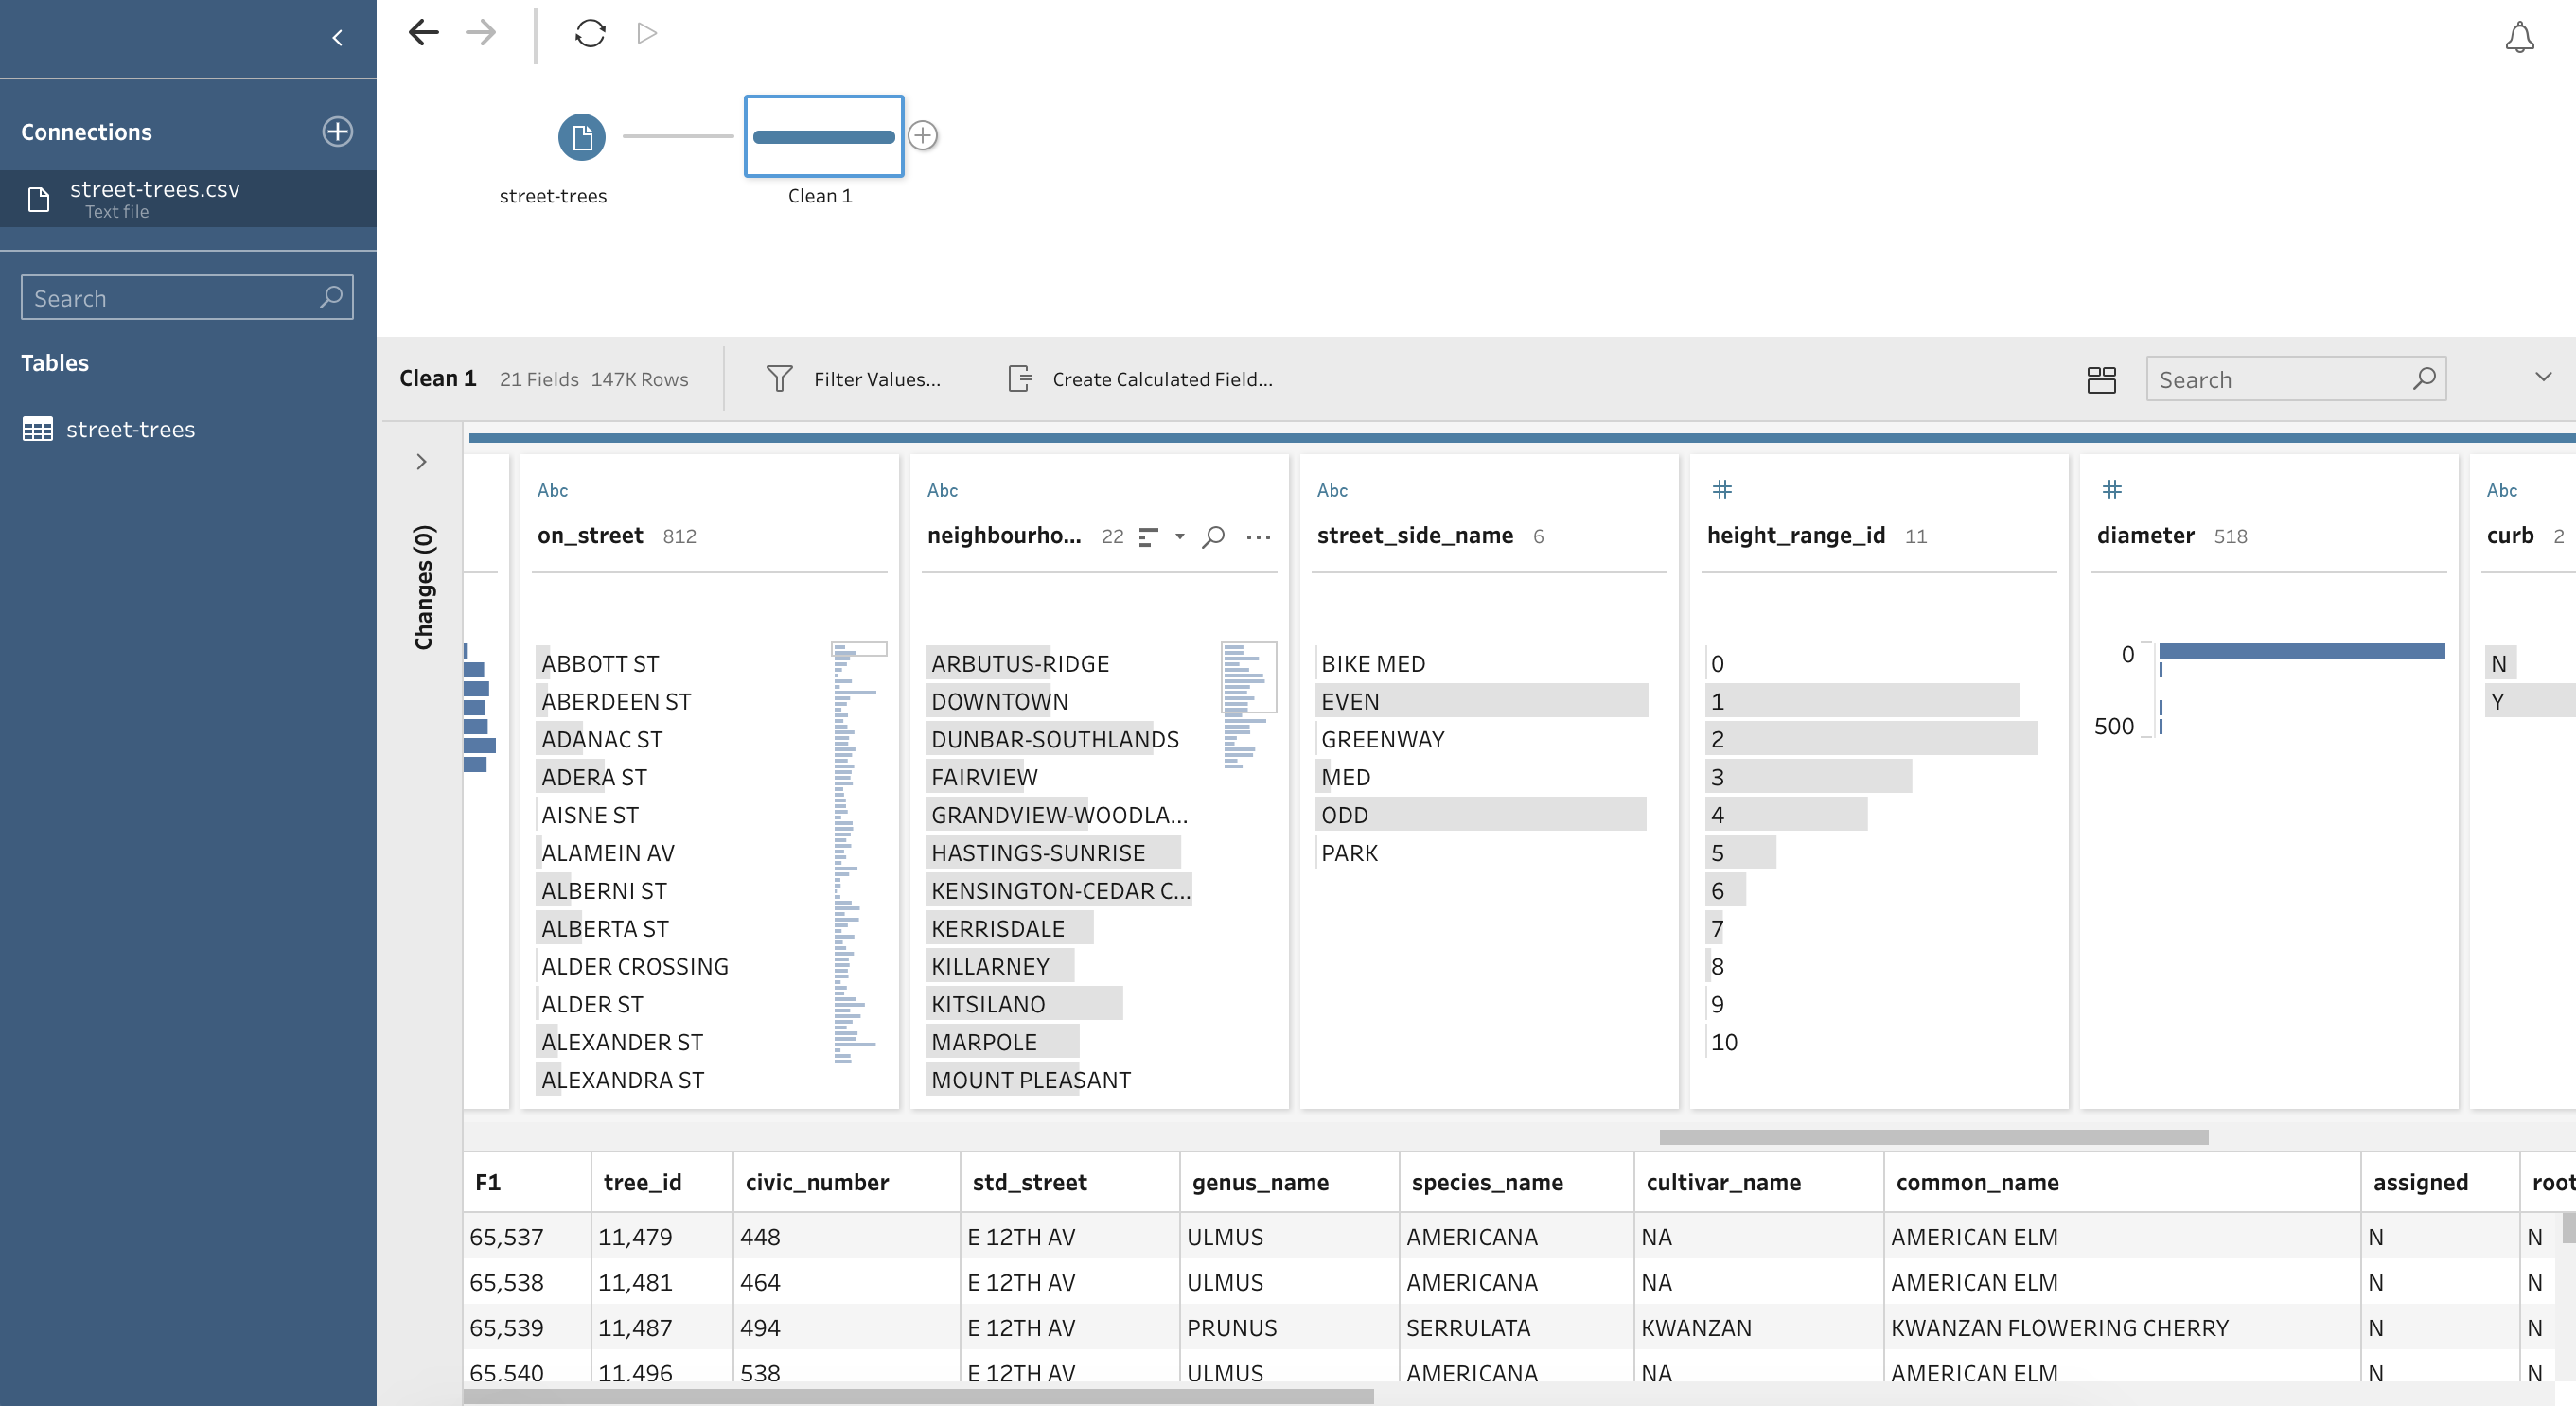 Connections
street-trees.csv
Text file
Search
Tables
street-trees
street-trees
Clean 1
Clean 1 21 Fields 147K Rows Filter Values... Create Calculated Field... Search
Changes (0)
Abc
on_street 812
ABBOTT ST
ABERDEEN ST
ADANAC ST
ADERA ST
AISNE ST
ALAMEIN AV
ALBERNI ST
ALBERTA ST
ALDER CROSSING
ALDER ST
ALEXANDER ST
ALEXANDRA ST
Abc
neighbourho... 22
ARBUTUS-RIDGE
DOWNTOWN
DUNBAR-SOUTHLANDS
FAIRVIEW
GRANDVIEW-WOODLA...
HASTINGS-SUNRISE
KENSINGTON-CEDAR C...
KERRISDALE
KILLARNEY
KITSILANO
MARPOLE
MOUNT PLEASANT
Abc
street_side_name 6
BIKE MED
EVEN
GREENWAY
MED
ODD
PARK
#
height_range_id 11
0
1
2
3
4
5
6
7
8
9
10
#
diameter 518
0
500
Abc
curb 2
N
Y
F1 tree_id civic_number std_street genus_name species_name cultivar_name common_name assigned root
65,537 11,479 448 E 12TH AV ULMUS AMERICANA NA AMERICAN ELM N N
65,538 11,481 464 E 12TH AV ULMUS AMERICANA NA AMERICAN ELM N N
65,539 11,487 494 E 12TH AV PRUNUS SERRULATA KWANZAN KWANZAN FLOWERING CHERRY N N
65,540 11,496 538 E 12TH AV ULMUS AMERICANA NA AMERICAN ELM N N